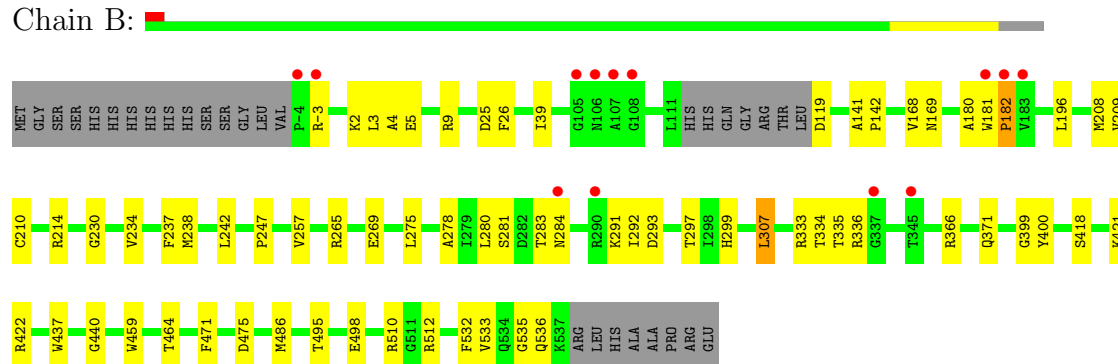 Chain B:
MET GLY SER SER HIS HIS HIS HIS HIS HIS SER SER GLY LEU VAL P-4 R-3 K2 L3 A4 E5 R9 D25 F26 I39 G105 N106 A107 G108 L111 HIS HIS GLN GLY ARG THR LEU D119 A141 P142 V168 N169 A180 W181 P182 V183 L196 M208
C210 R214 G230 V234 F237 M238 L242 P247 V257 R265 E269 L275 A278 I279 L280 S281 D282 T283 N284 R290 K291 I292 D293 T297 I298 H299 L307 R333 T334 T335 R336 G337 T345 R366 Q371 G399 Y400 S418
R422 W437 G440 W459 T464 F471 D475 M486 T495 E498 R510 G511 R512 F532 V533 Q534 G535 Q536 K537 ARG LEU HIS ALA ALA PRO ARG GLU